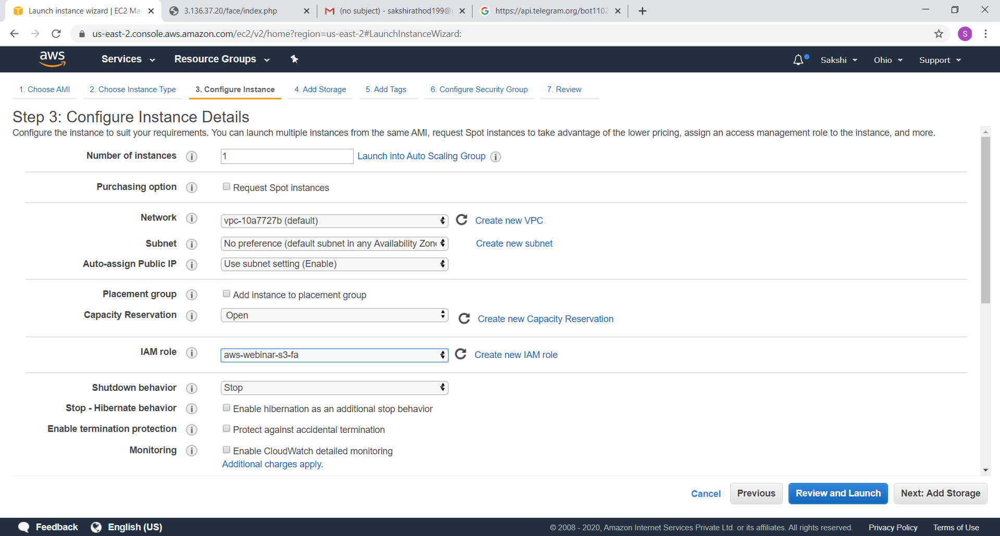 Launch instance wizard | EC2 Ma
3.136.37.20/face/index.php
(no subject) - sakshirathod199@
https://api.telegram.org/bot1102
us-east-2.console.aws.amazon.com/ec2/v2/home?region=us-east-2#LaunchInstanceWizard:
S
aws
Services
Resource Groups
Sakshi
Ohio
Support
1. Choose AMI
2. Choose Instance Type
3. Configure Instance
4. Add Storage
5. Add Tags
6. Configure Security Group
7. Review
Step 3: Configure Instance Details
Configure the instance to suit your requirements. You can launch multiple instances from the same AMI, request Spot instances to take advantage of the lower pricing, assign an access management role to the instance, and more.
Number of instances
1
Launch into Auto Scaling Group
Purchasing option
Request Spot instances
Network
vpc-10a7727b (default)
Create new VPC
Subnet
No preference (default subnet in any Availability Zon
Create new subnet
Auto-assign Public IP
Use subnet setting (Enable)
Placement group
Add instance to placement group
Capacity Reservation
Open
Create new Capacity Reservation
IAM role
aws-webinar-s3-fa
Create new IAM role
Shutdown behavior
Stop
Stop - Hibernate behavior
Enable hibernation as an additional stop behavior
Enable termination protection
Protect against accidental termination
Monitoring
Enable CloudWatch detailed monitoring
Additional charges apply.
Cancel
Previous
Review and Launch
Next: Add Storage
Feedback
English (US)
© 2008 - 2020, Amazon Internet Services Private Ltd. or its affiliates. All rights reserved.
Privacy Policy
Terms of Use